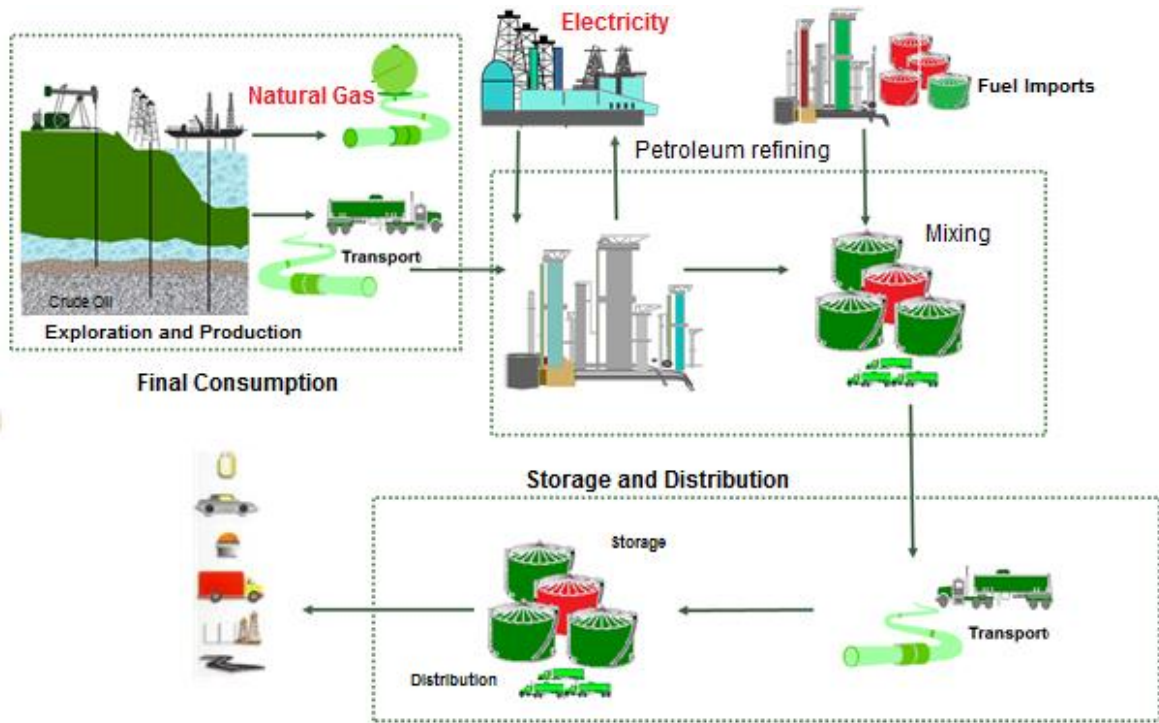 Electricity
Natural Gas
Fuel Imports
Petroleum refining
Mixing
Transport
Crude Oil
Exploration and Production
Final Consumption
Storage and Distribution
Storage
Transport
Distribution